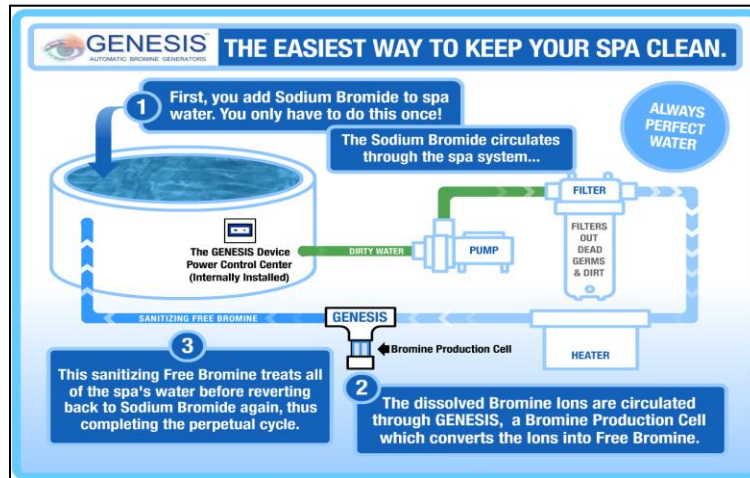 GENESIS™
AUTOMATIC BROMINE GENERATORS
THE EASIEST WAY TO KEEP YOUR SPA CLEAN.
1
First, you add Sodium Bromide to spa
water. You only have to do this once!
The Sodium Bromide circulates
through the spa system...
ALWAYS
PERFECT
WATER
The GENESIS Device
Power Control Center
(Internally Installed)
DIRTY WATER
PUMP
FILTER
FILTERS
OUT
DEAD
GERMS
& DIRT
HEATER
GENESIS
Bromine Production Cell
SANITIZING FREE BROMINE
2
The dissolved Bromine Ions are circulated
through GENESIS, a Bromine Production Cell
which converts the Ions into Free Bromine.
3
This sanitizing Free Bromine treats all
of the spa's water before reverting
back to Sodium Bromide again, thus
completing the perpetual cycle.